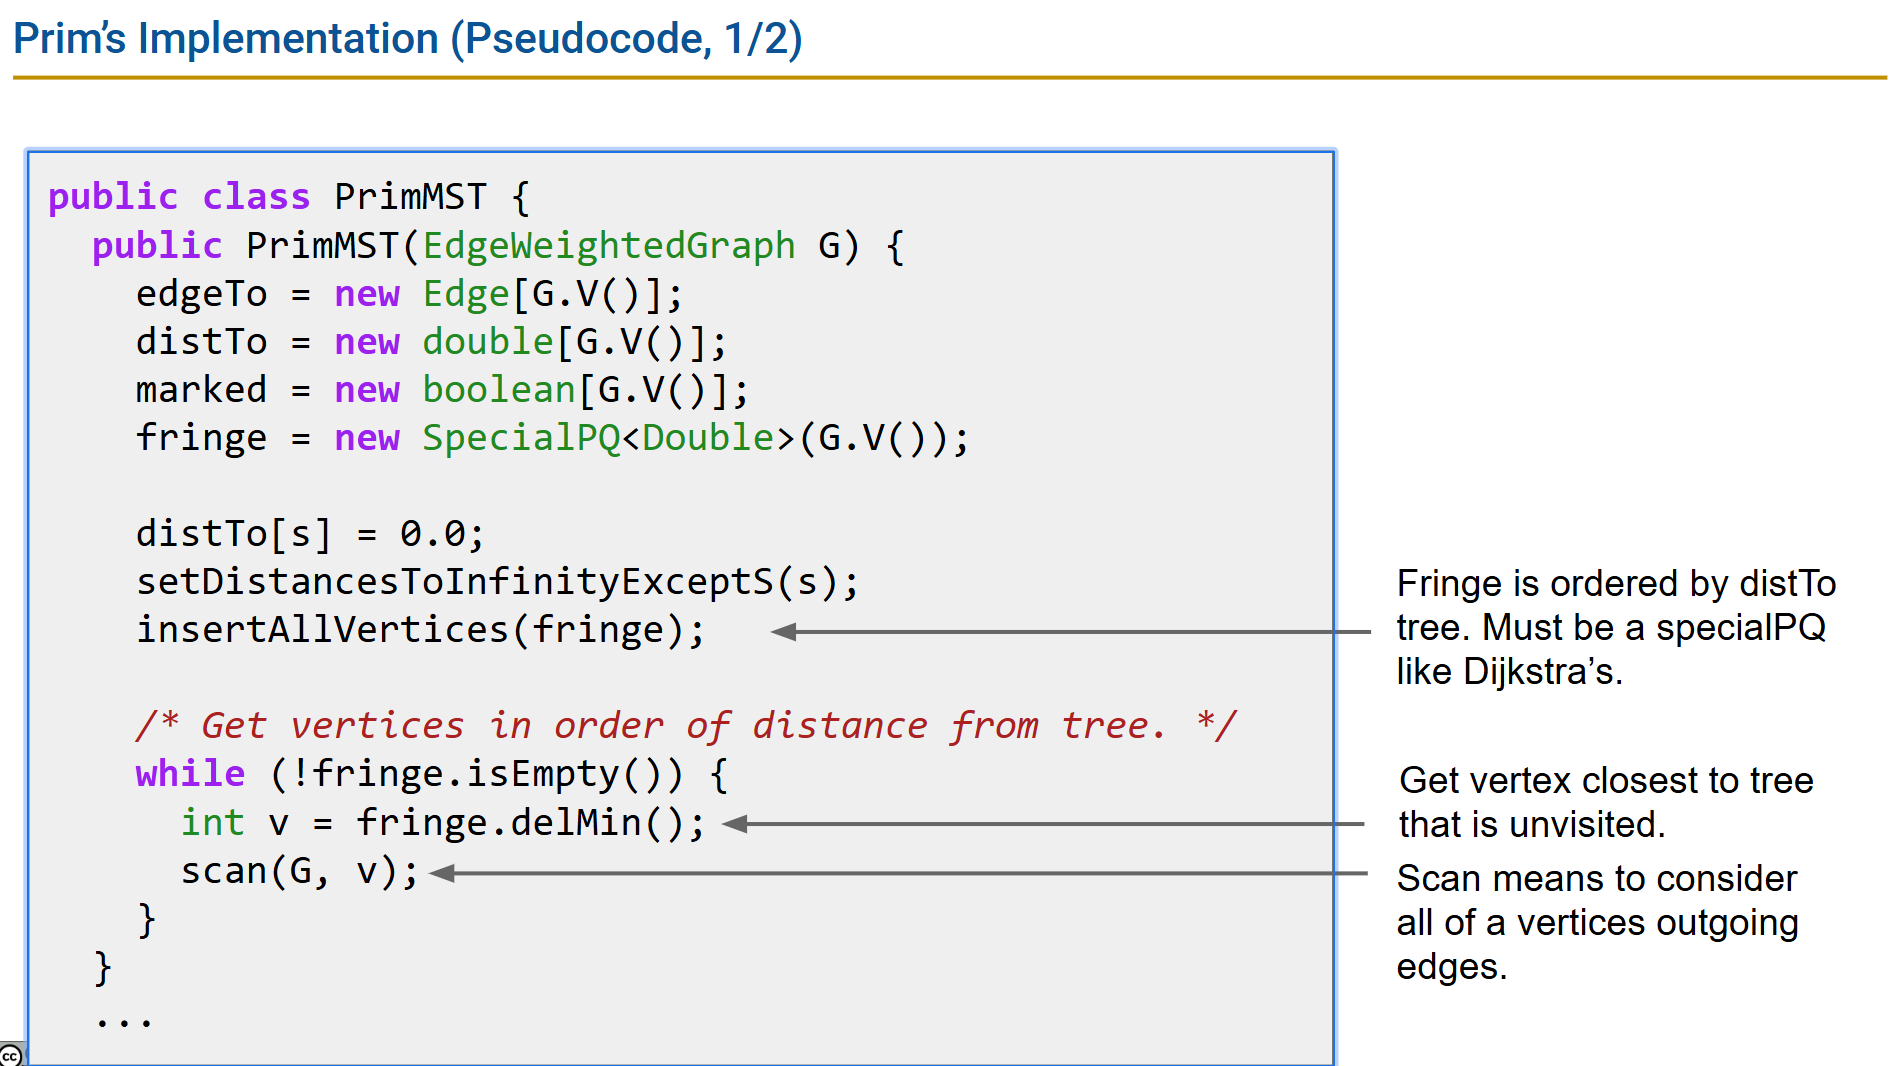 Prim's Implementation (Pseudocode, 1/2)
public class PrimMST {
  public PrimMST(EdgeWeightedGraph G) {
    edgeTo = new Edge[G.V()];
    distTo = new double[G.V()];
    marked = new boolean[G.V()];
    fringe = new SpecialPQ<Double>(G.V());
    distTo[s] = 0.0;
    setDistancesToInfinityExceptS(s);
    insertAllVertices(fringe);
    /* Get vertices in order of distance from tree. */
    while (!fringe.isEmpty()) {
      int v = fringe.delMin();
      scan(G, v);
    }
  }
  ...
Fringe is ordered by distTo
tree. Must be a specialPQ
like Dijkstra's.
Get vertex closest to tree
that is unvisited.
Scan means to consider
all of a vertices outgoing
edges.
cc